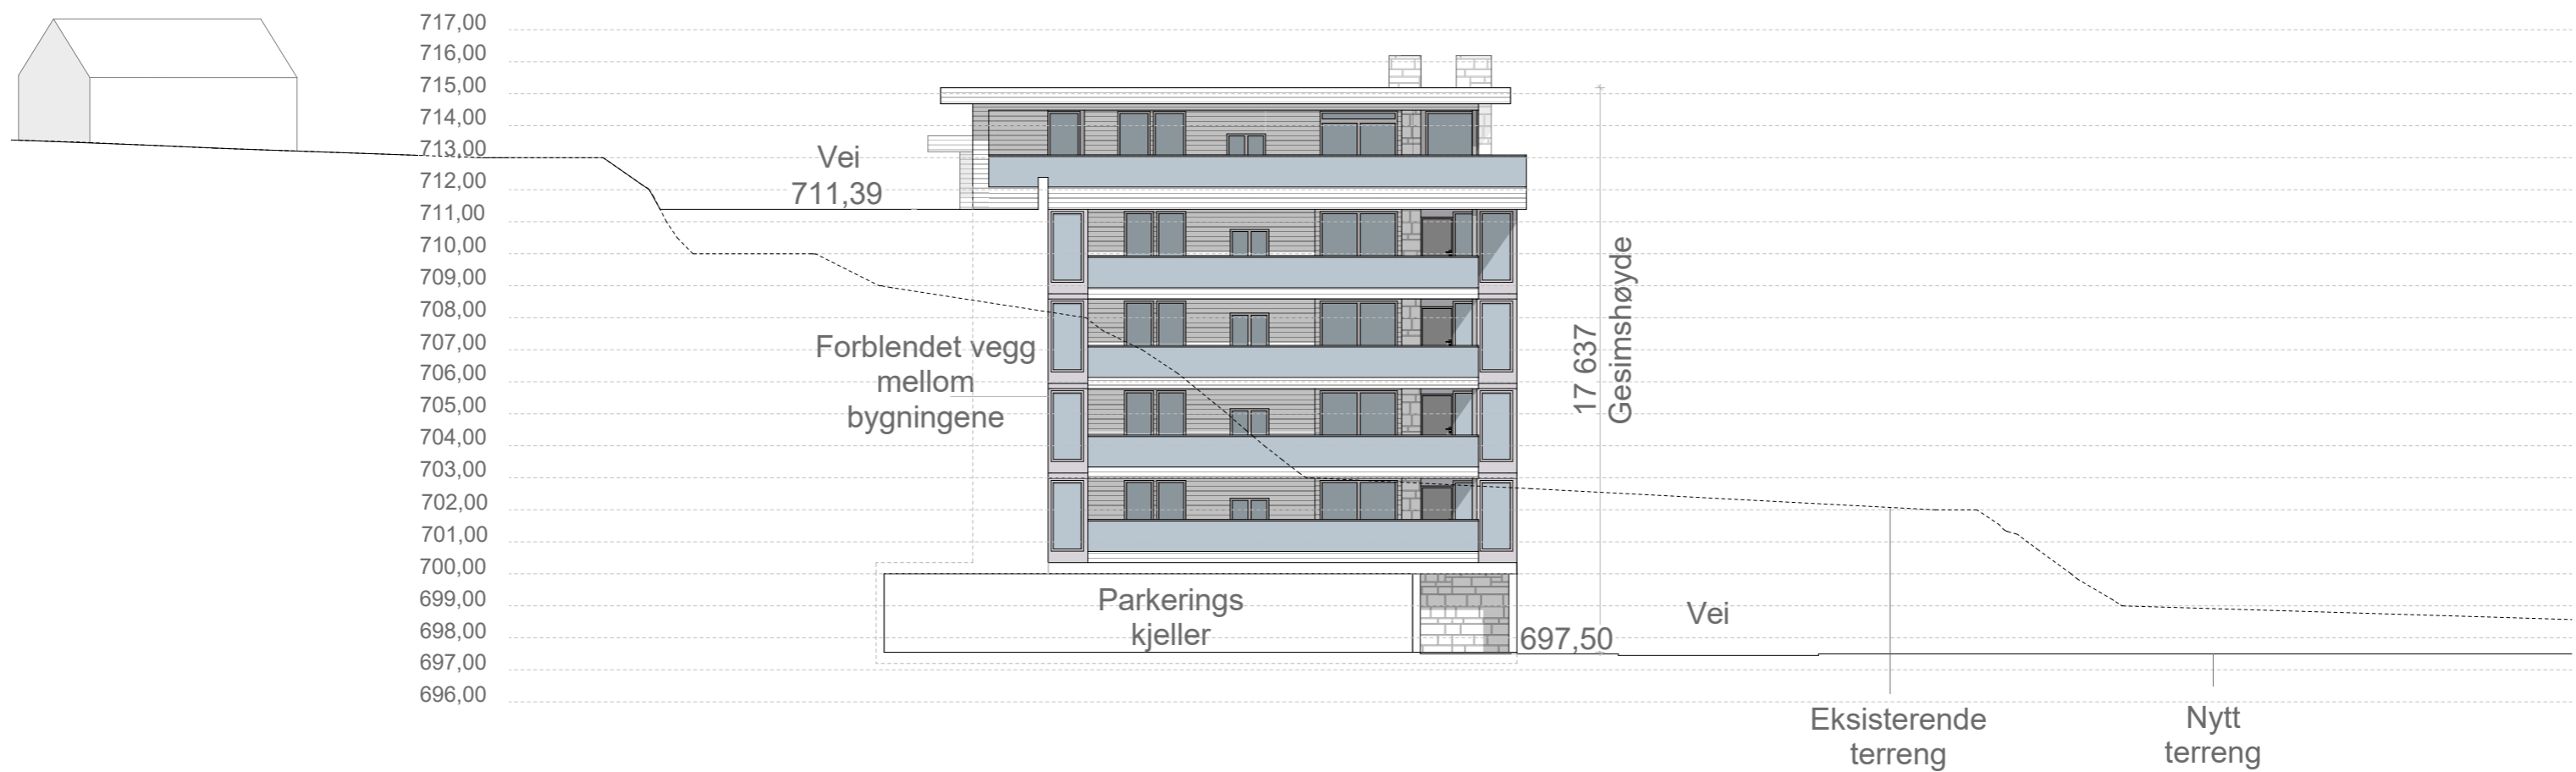 717,00
716,00
715,00
714,00
713,00
712,00
711,00
710,00
709,00
708,00
707,00
706,00
705,00
704,00
703,00
702,00
701,00
700,00
699,00
698,00
697,00
696,00
Vei
711,39
Forblendet vegg
mellom
bygningene
Parkerings
kjeller
17 637
Gesimshøyde
697,50
Vei
Eksisterende
terreng
Nytt
terreng